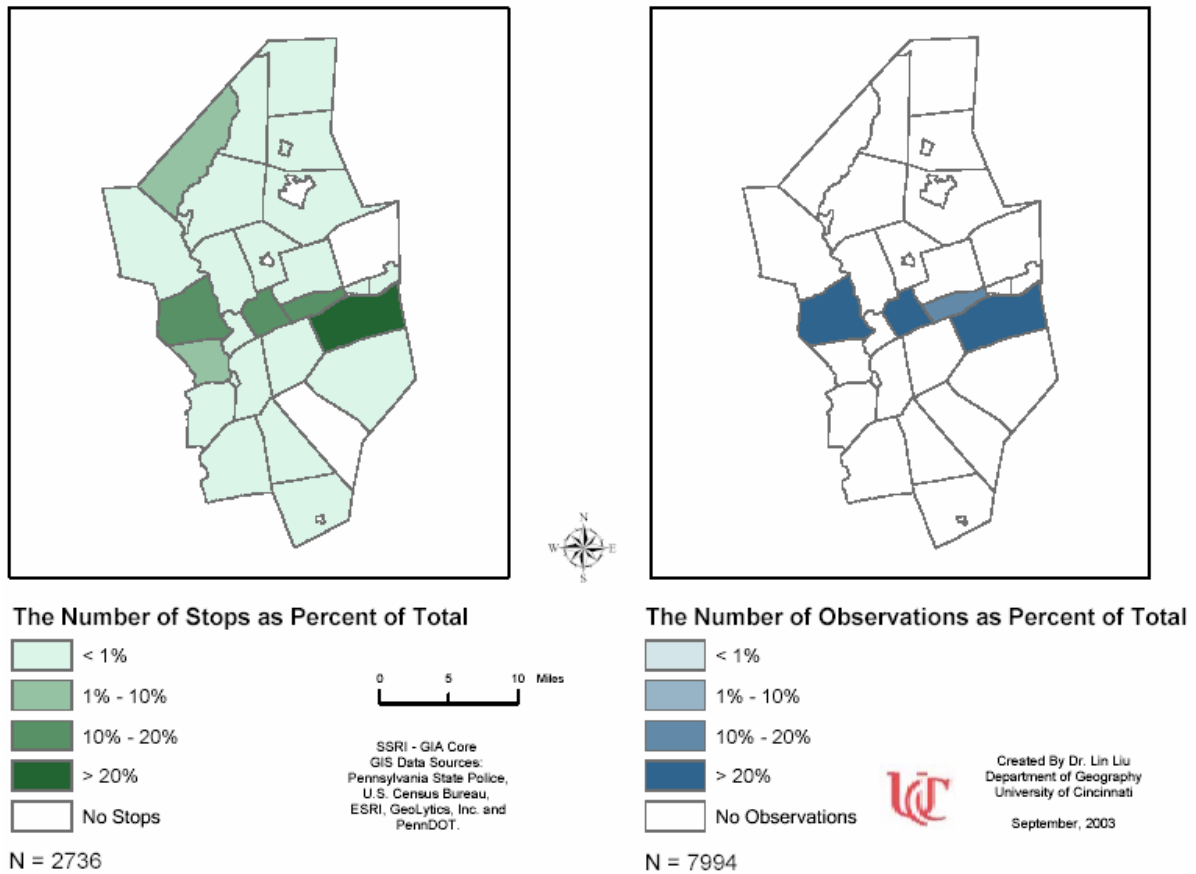 N
W E
S
The Number of Stops as Percent of Total
< 1%
1% - 10%
10% - 20%
> 20%
No Stops
N = 2736
0 5 10 Miles
SSRI - GIA Core
GIS Data Sources:
Pennsylvania State Police,
U.S. Census Bureau,
ESRI, GeoLytics, Inc. and
PennDOT.
The Number of Observations as Percent of Total
< 1%
1% - 10%
10% - 20%
> 20%
No Observations
N = 7994
UC
Created By Dr. Lin Liu
Department of Geography
University of Cincinnati
September, 2003